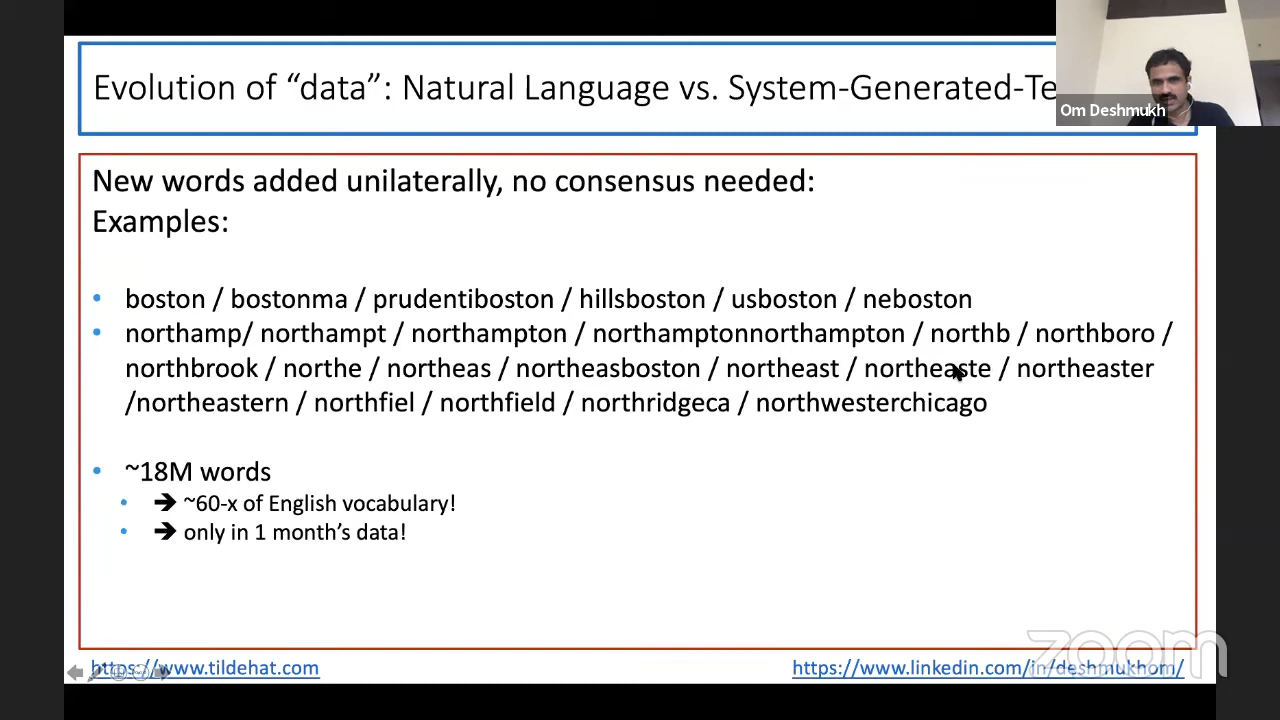 Evolution of “data”: Natural Language vs. System-Generated-Te
Om Deshmukh
New words added unilaterally, no consensus needed:
Examples:
• boston / bostonma / prudentiboston / hillsboston / usboston / neboston
• northamp/ northampt / northampton / northamptonnorthampton / northb / northboro /
northbrook / northe / northeas / northeasboston / northeast / northeaste / northeaster
/northeastern / northfiel / northfield / northridgeca / northwesterchicago
• ~18M words
• ➔ ~60-x of English vocabulary!
• ➔ only in 1 month’s data!
https://www.tildehat.com
https://www.linkedin.com/in/deshmukhom/
zoom